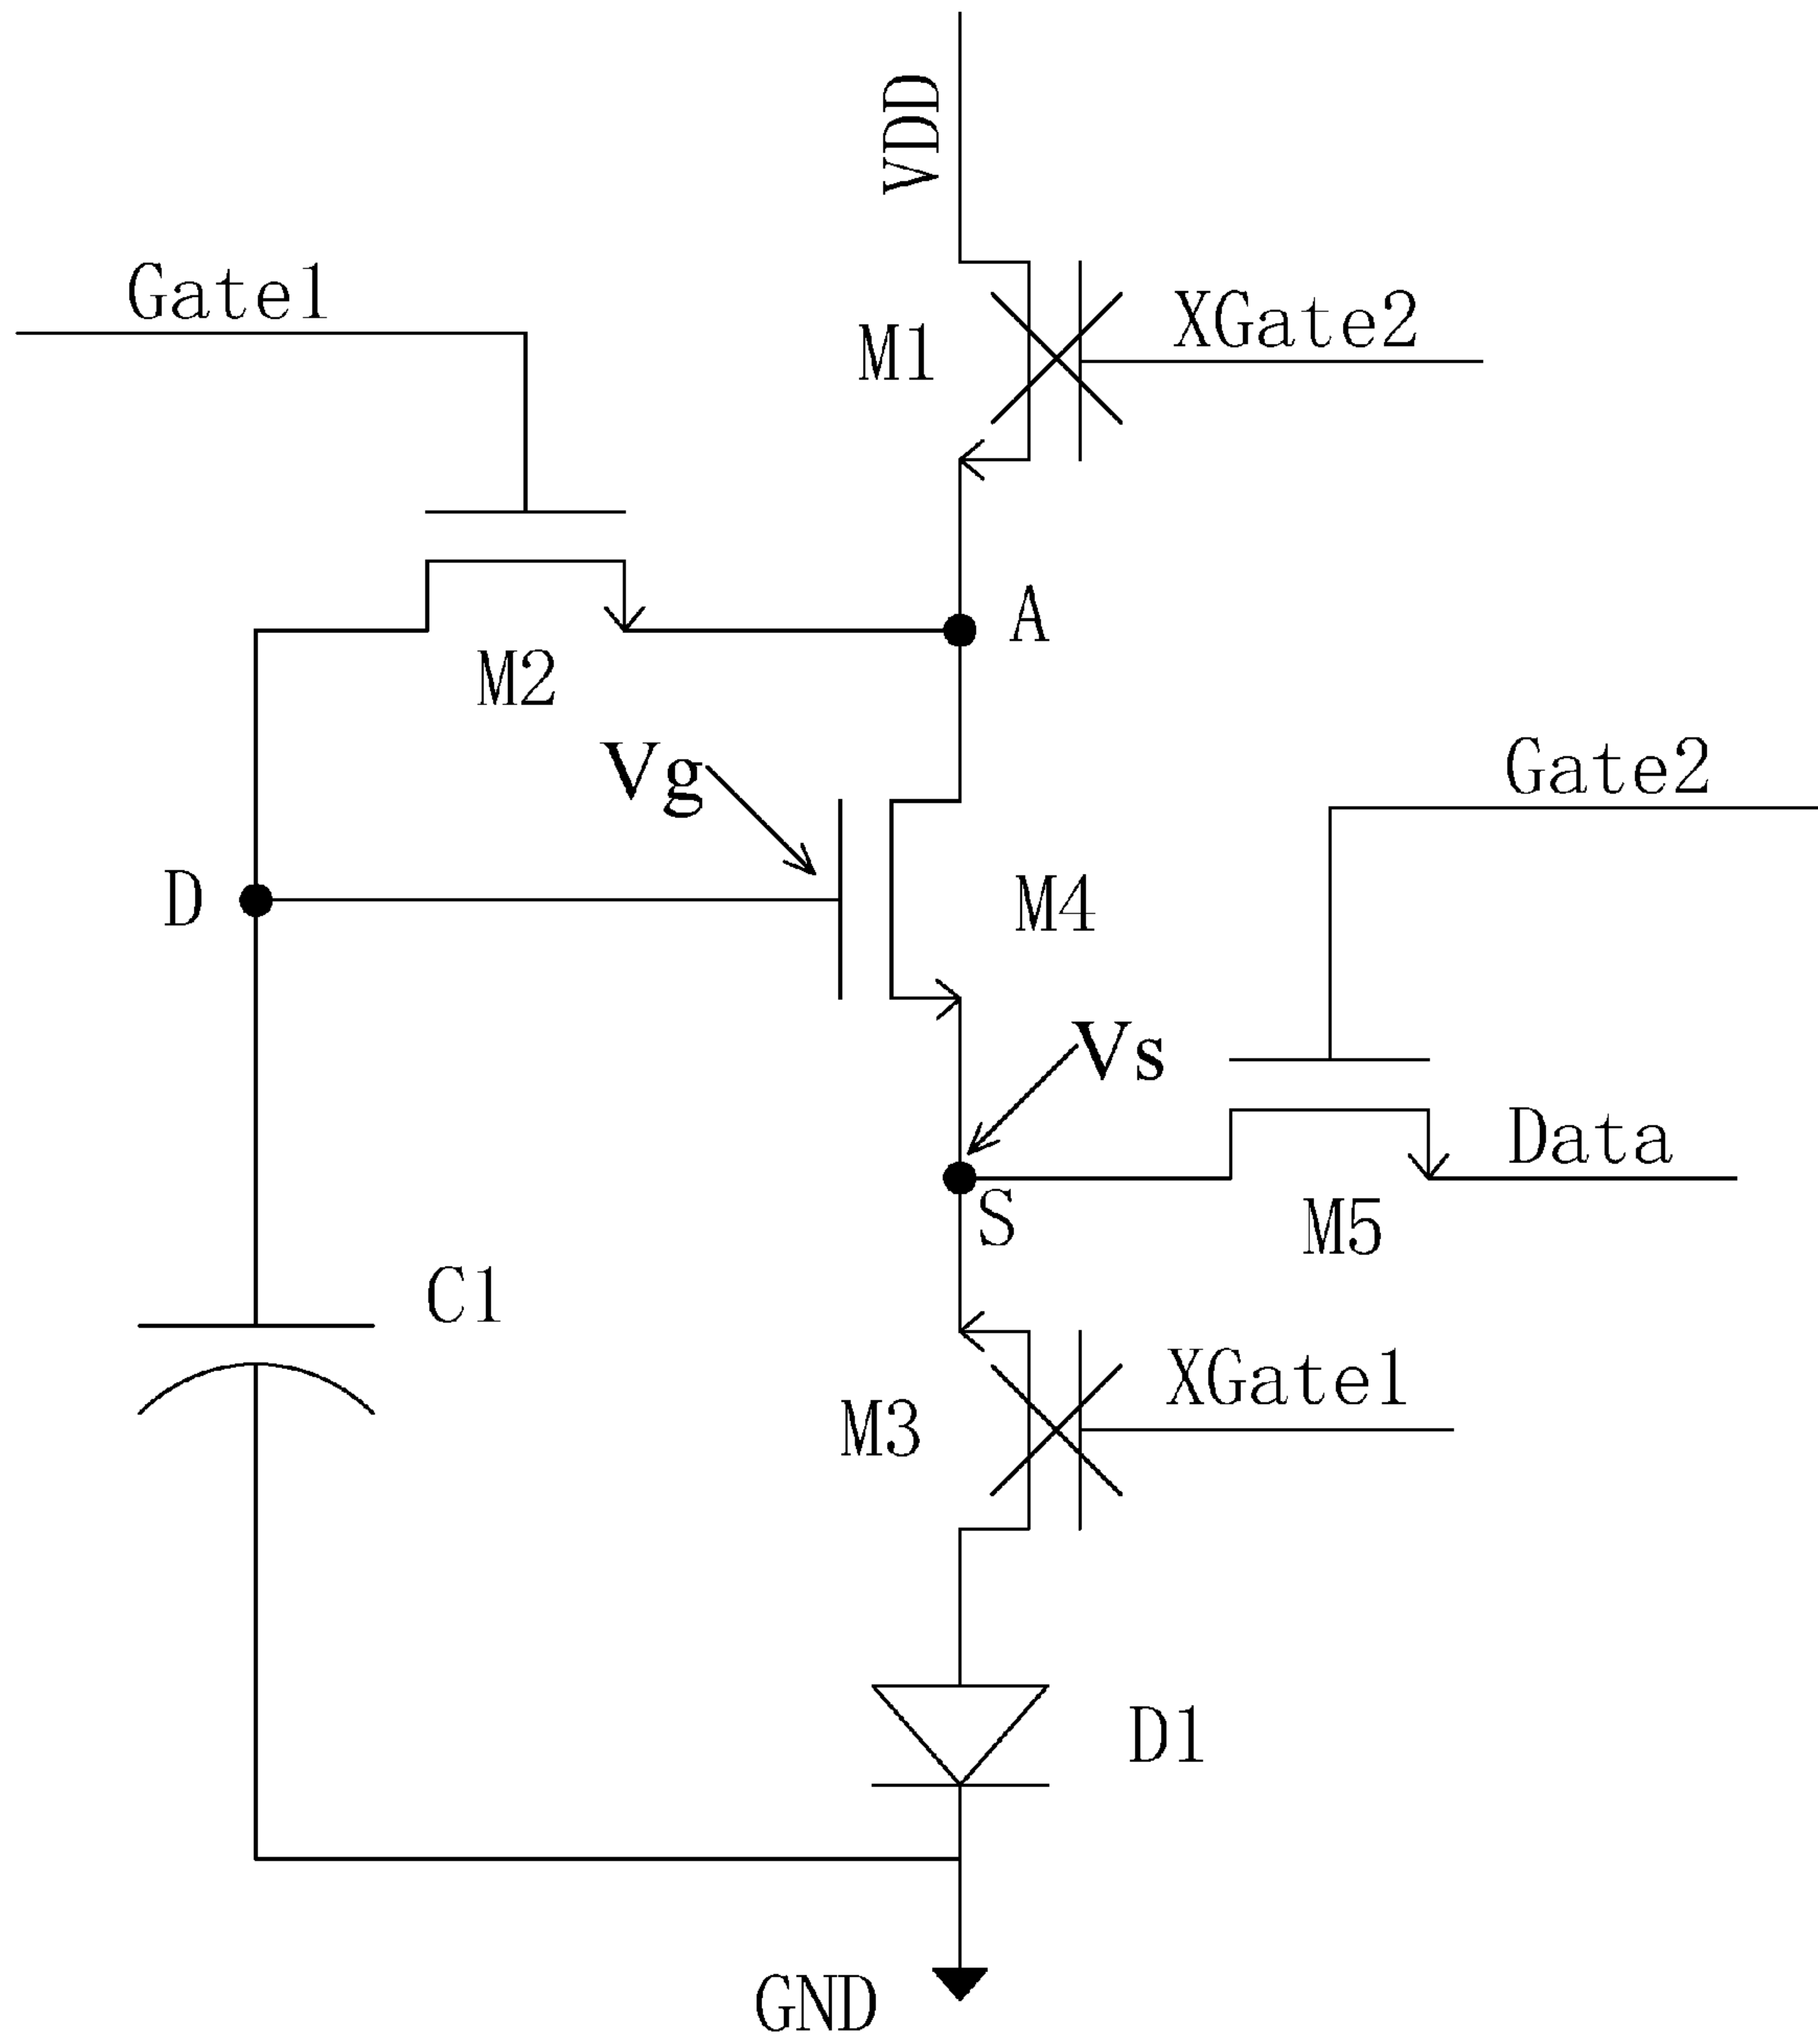 VDD
Gate1
XGate2
M1
A
M2
Vg
Gate2
D
M4
Vs
Data
S
M5
C1
XGate1
M3
D1
GND